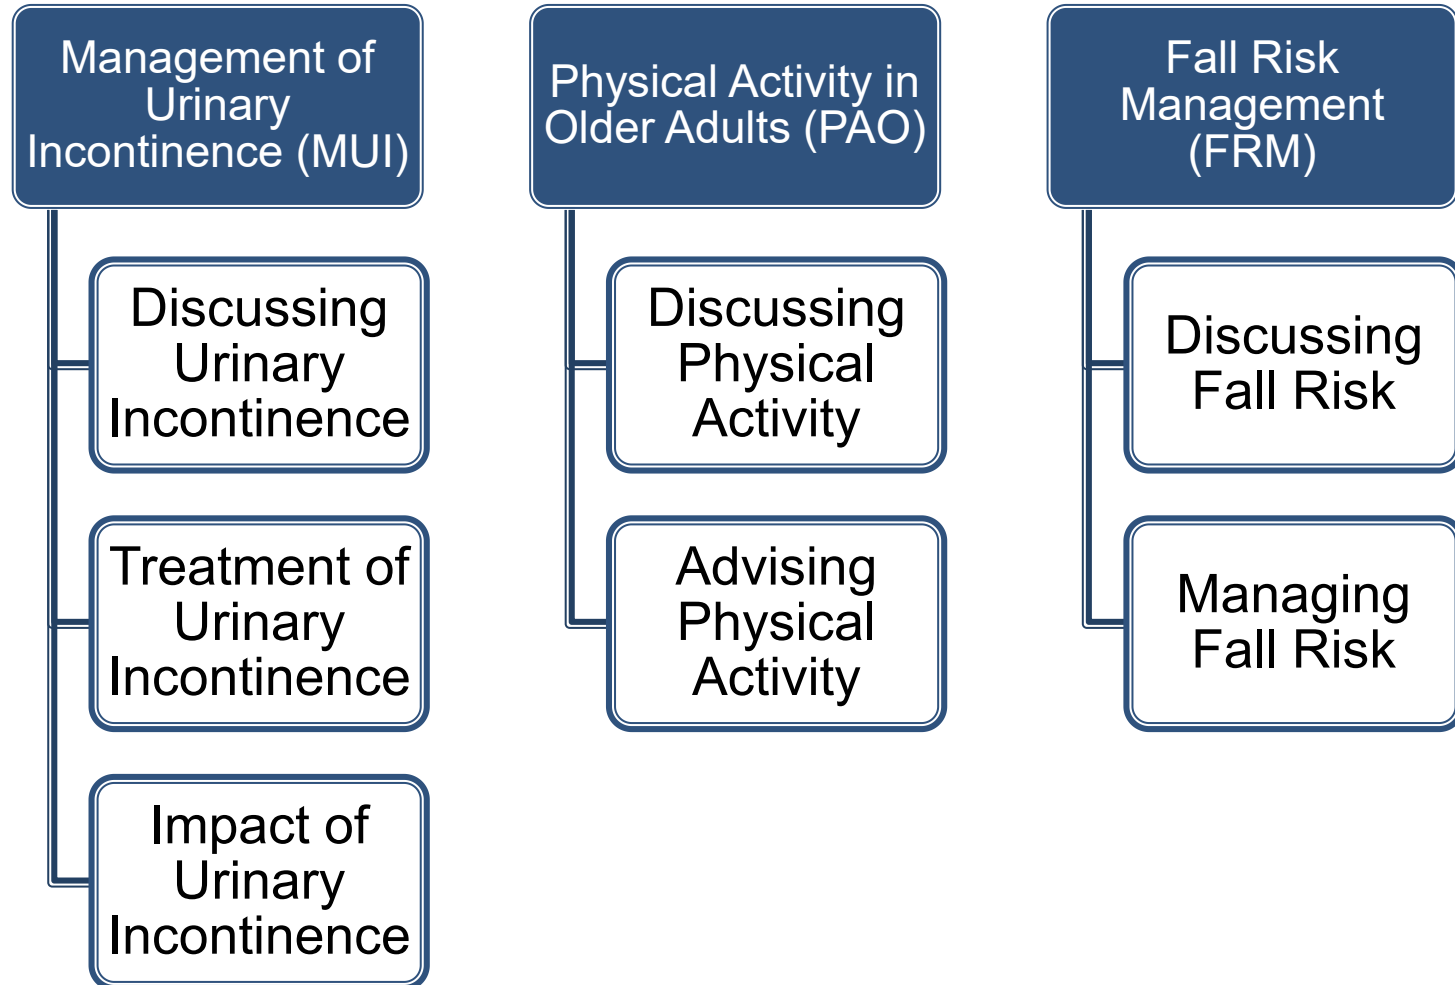 Management of
Urinary
Incontinence (MUI)
Discussing
Urinary
Incontinence
Treatment of
Urinary
Incontinence
Impact of
Urinary
Incontinence
Physical Activity in
Older Adults (PAO)
Discussing
Physical
Activity
Advising
Physical
Activity
Fall Risk
Management
(FRM)
Discussing
Fall Risk
Managing
Fall Risk